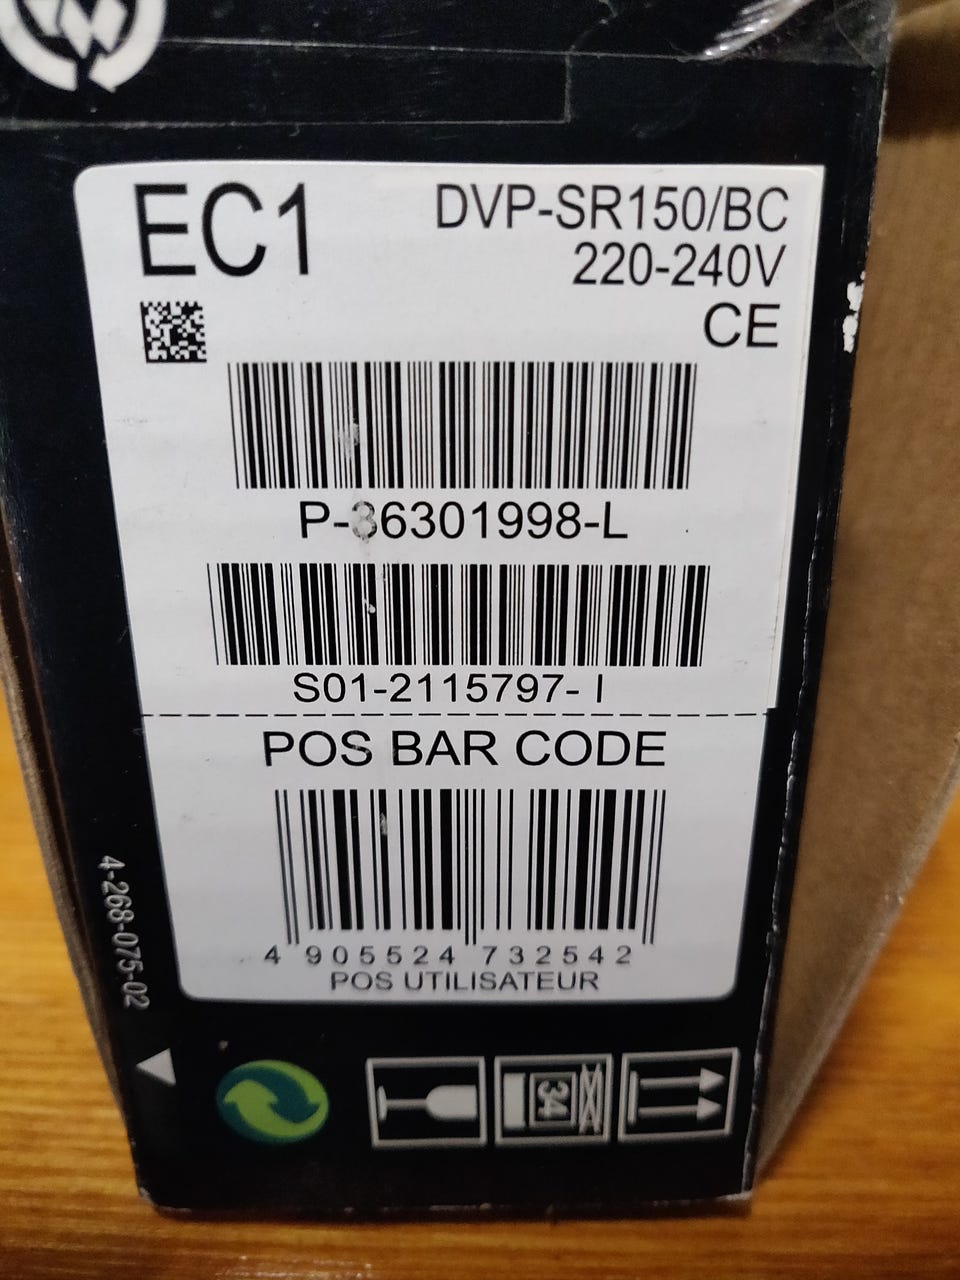 EC1
DVP-SR150/BC
220-240V
CE
P-36301998-L
S01-2115797- I
POS BAR CODE
4 905524 732542
POS UTILISATEUR
4-268-075-02
34